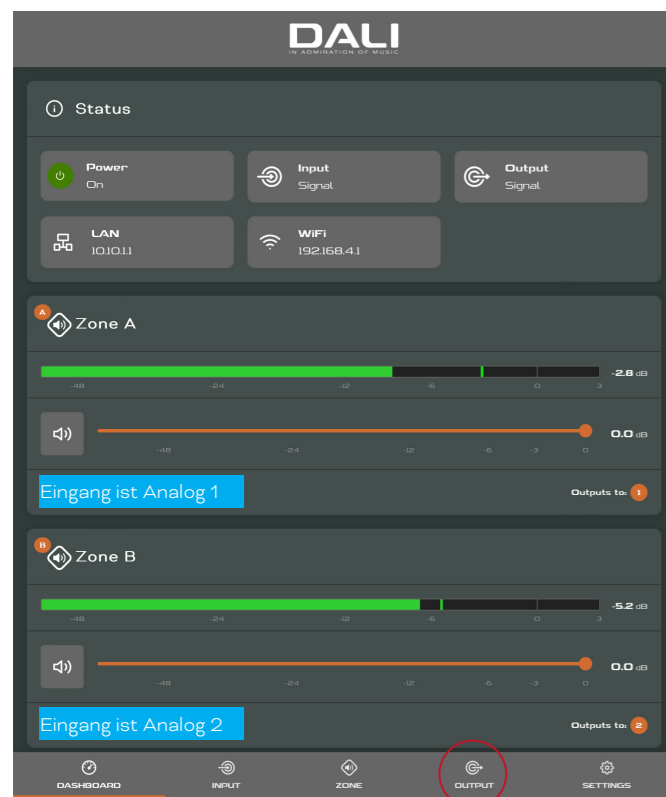 DALI
IN ADMIRATION OF MUSIC
Status
Power
On
Input
Signal
Output
Signal
LAN
10.10.1.1
WiFi
192.168.4.1
A
Zone A
-2.8 dB
-48 -24 -12 -6 0 3
0.0 dB
-48 -24 -12 -6 -3 0
Eingang ist Analog 1
Outputs to: 1
B
Zone B
-5.2 dB
-48 -24 -12 -6 0 3
0.0 dB
-48 -24 -12 -6 -3 0
Eingang ist Analog 2
Outputs to: 2
DASHBOARD INPUT ZONE OUTPUT SETTINGS